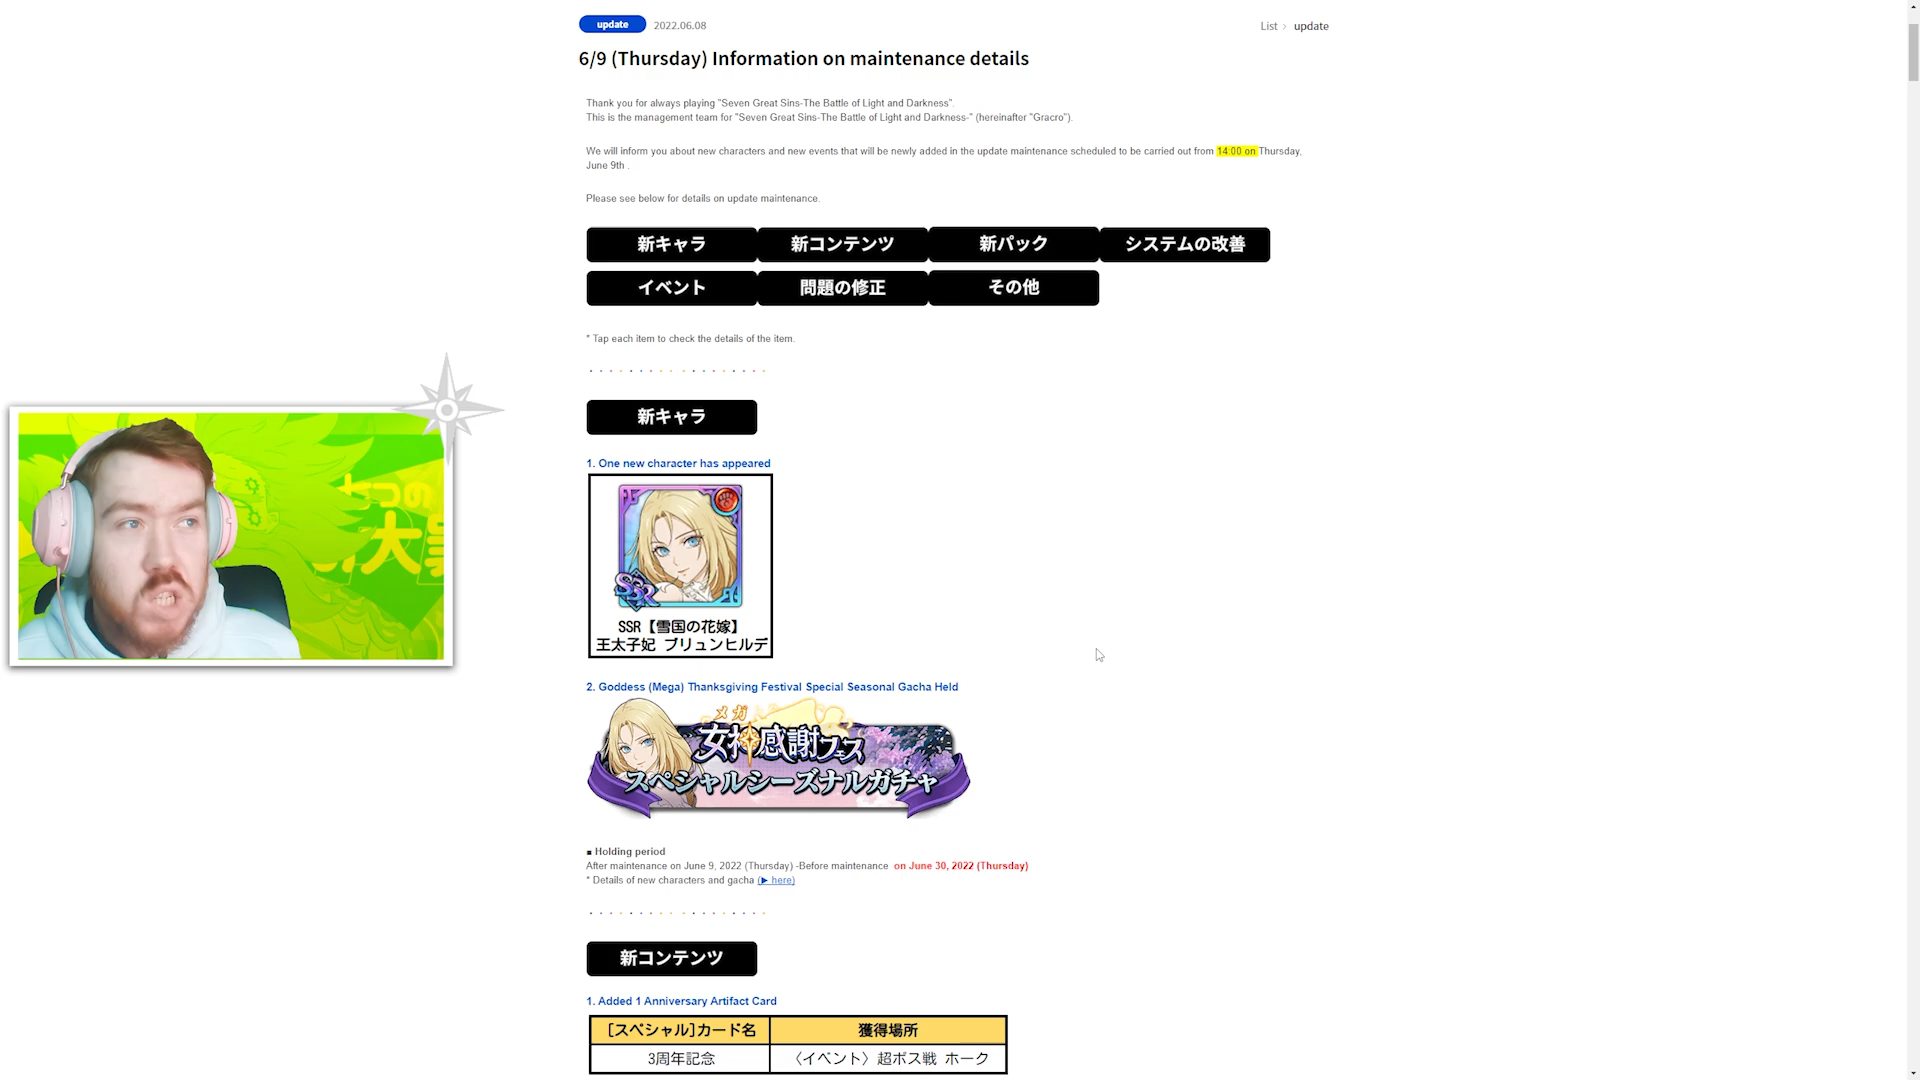 update 2022.06.08
List › update
6/9 (Thursday) Information on maintenance details
Thank you for always playing "Seven Great Sins-The Battle of Light and Darkness".
This is the management team for "Seven Great Sins-The Battle of Light and Darkness-" (hereinafter "Gracro").
We will inform you about new characters and new events that will be newly added in the update maintenance scheduled to be carried out from 14:00 on Thursday,
June 9th .
Please see below for details on update maintenance.
新キャラ 新コンテンツ 新パック システムの改善
イベント 問題の修正 その他
* Tap each item to check the details of the item.
新キャラ
1. One new character has appeared
SSR
SSR【雪国の花嫁】
王太子妃 ブリュンヒルデ
2. Goddess (Mega) Thanksgiving Festival Special Seasonal Gacha Held
メガ
女神感謝フェス
スペシャルシーズナルガチャ
■ Holding period
After maintenance on June 9, 2022 (Thursday) -Before maintenance on June 30, 2022 (Thursday)
* Details of new characters and gacha (▶ here)
新コンテンツ
1. Added 1 Anniversary Artifact Card
[スペシャル]カード名 獲得場所
3周年記念 〈イベント〉超ボス戦 ホーク
七つの
大